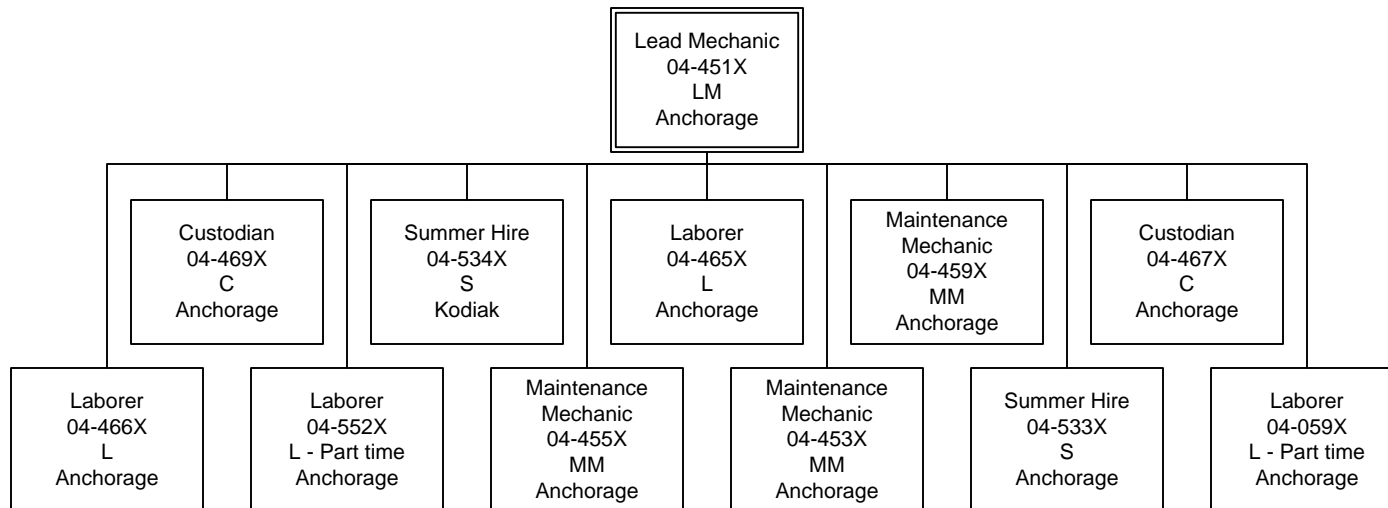 Lead Mechanic
04-451X
LM
Anchorage
Custodian
04-469X
C
Anchorage
Summer Hire
04-534X
S
Kodiak
Laborer
04-465X
L
Anchorage
Maintenance
Mechanic
04-459X
MM
Anchorage
Custodian
04-467X
C
Anchorage
Laborer
04-466X
L
Anchorage
Laborer
04-552X
L - Part time
Anchorage
Maintenance
Mechanic
04-455X
MM
Anchorage
Maintenance
Mechanic
04-453X
MM
Anchorage
Summer Hire
04-533X
S
Anchorage
Laborer
04-059X
L - Part time
Anchorage